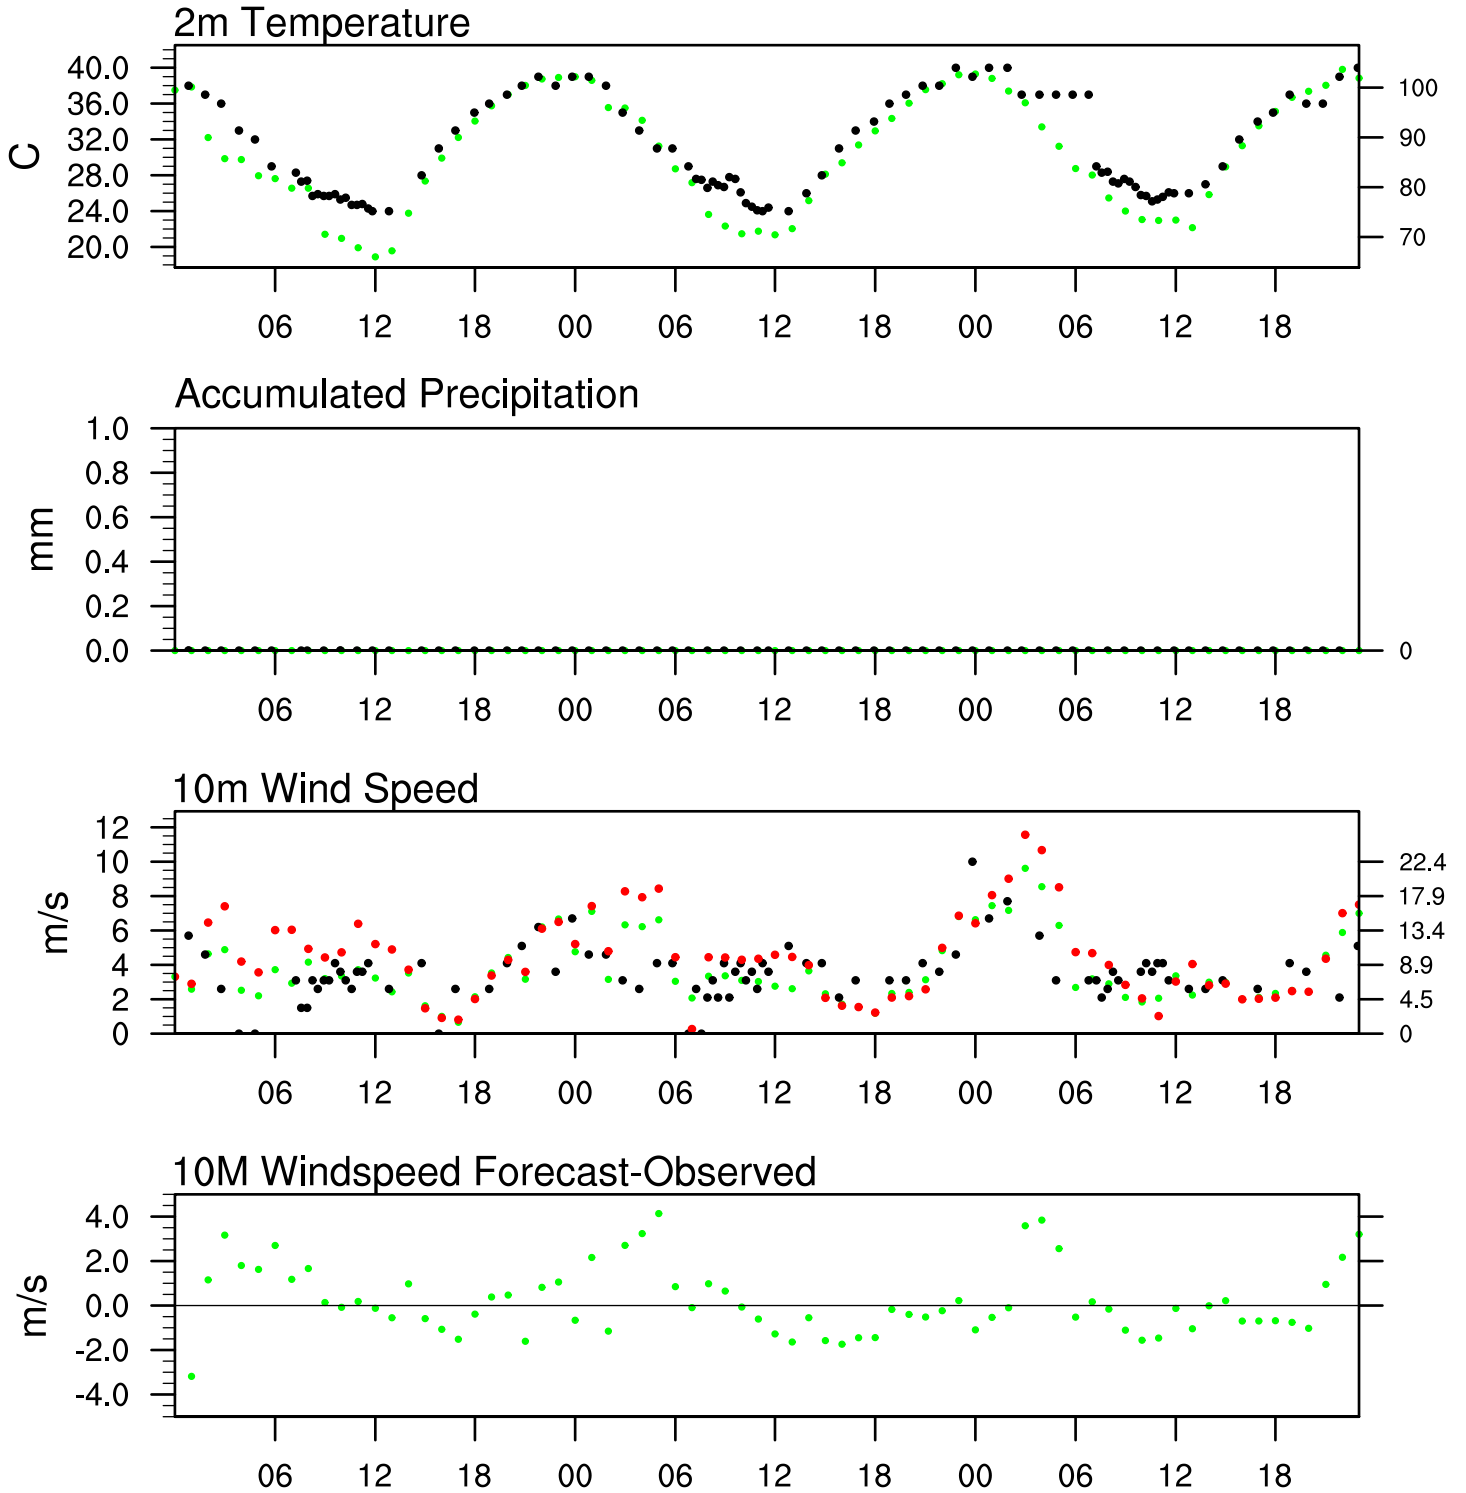 2m Temperature
40.0
36.0
32.0
28.0
24.0
20.0
C
100
90
80
70
06 12 18 00 06 12 18 00 06 12 18
Accumulated Precipitation
1.0
0.8
0.6
0.4
0.2
0.0
mm
0
06 12 18 00 06 12 18 00 06 12 18
10m Wind Speed
12
10
8
6
4
2
0
m/s
22.4
17.9
13.4
8.9
4.5
0
06 12 18 00 06 12 18 00 06 12 18
10M Windspeed Forecast-Observed
4.0
2.0
0.0
-2.0
-4.0
m/s
06 12 18 00 06 12 18 00 06 12 18